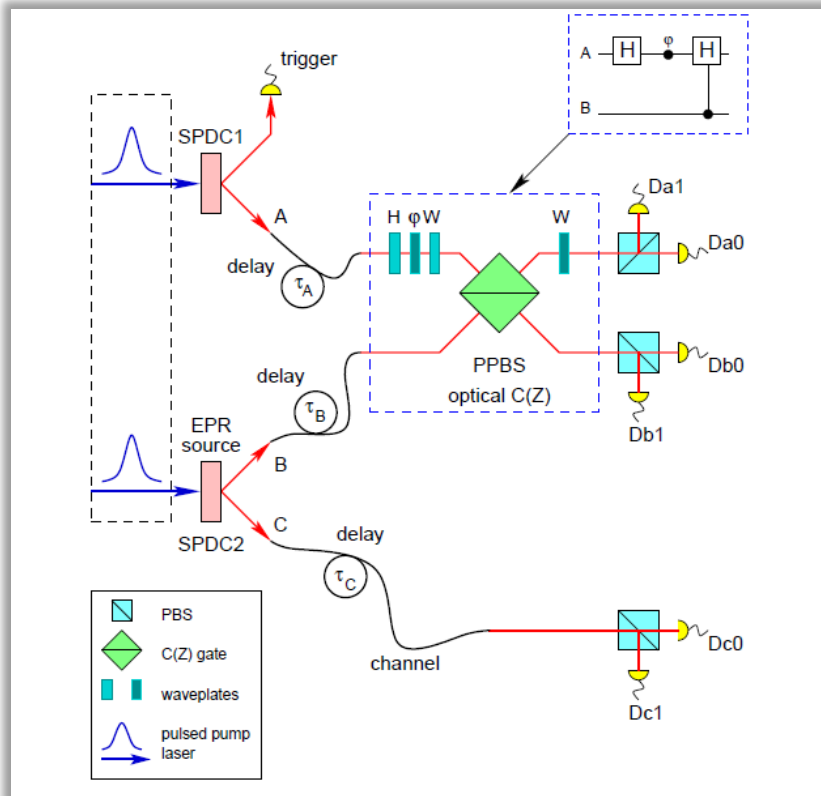 A H φ H
B
trigger
SPDC1
A
delay
τA
H φ W
W
Da1
Da0
PPBS
optical C(Z)
delay
τB
Db0
Db1
EPR
source
B
C
SPDC2
delay
τC
channel
Dc0
Dc1
PBS
C(Z) gate
waveplates
pulsed pump
laser